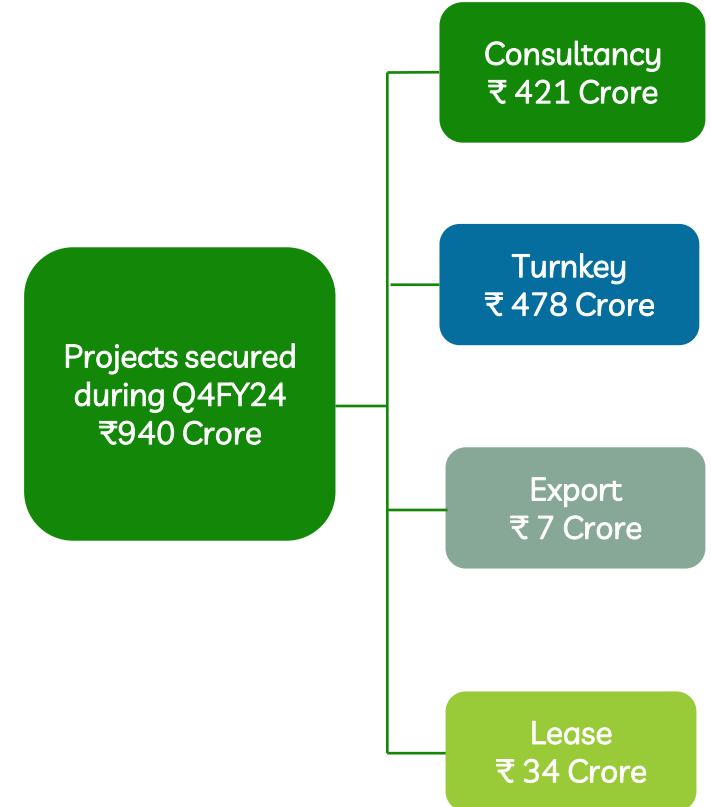 Projects secured
during Q4FY24
₹940 Crore
Consultancy
₹ 421 Crore
Turnkey
₹ 478 Crore
Export
₹ 7 Crore
Lease
₹ 34 Crore